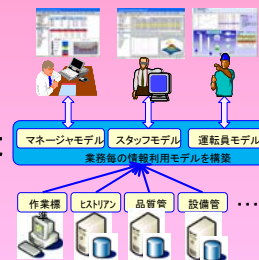 マネージャモデル スタッフモデル 運転員モデル
業務毎の情報利用モデルを構築
作業標準 ヒストリアン 品質管 設備管 ・・・